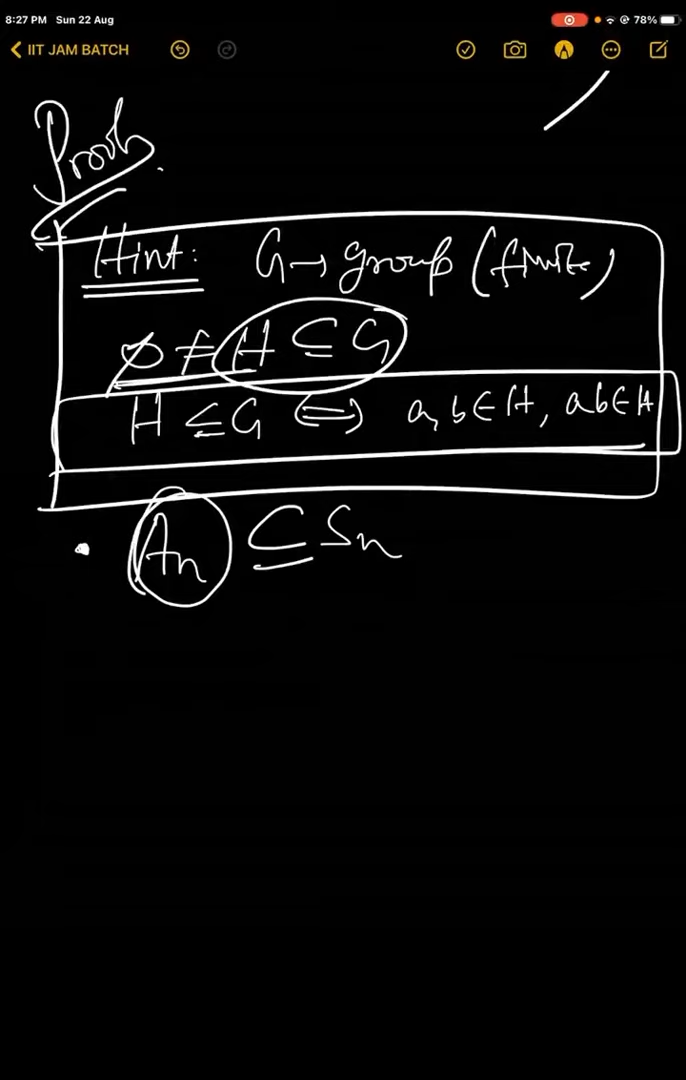 8:27 PM Sun 22 Aug 78%
IIT JAM BATCH
Proof.
Hint: G → group (finite)
ϕ ≠ H ⊆ G
H ≤ G ⇔ a, b ∈ H, ab ∈ H
• An ⊆ Sn